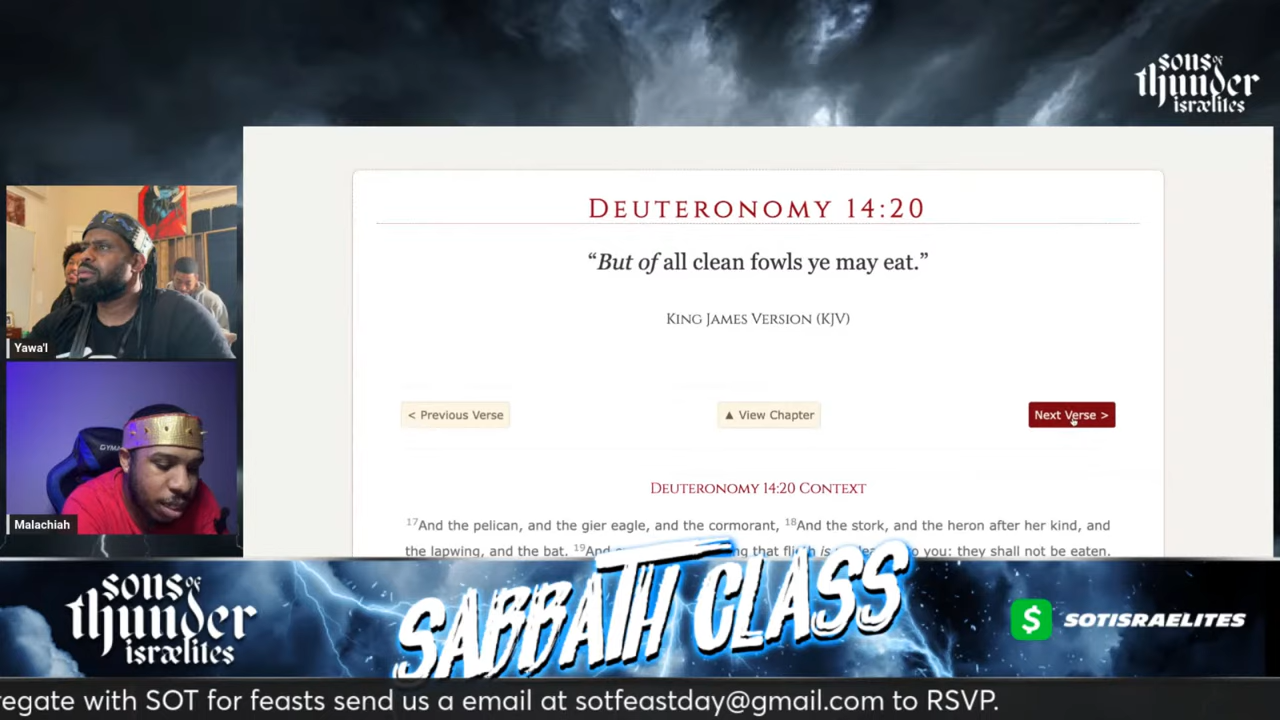 sons of
thunder
israelites
DEUTERONOMY 14:20
“But of all clean fowls ye may eat.”
KING JAMES VERSION (KJV)
< Previous Verse
▲ View Chapter
Next Verse >
DEUTERONOMY 14:20 CONTEXT
17And the pelican, and the gier eagle, and the cormorant, 18And the stork, and the heron after her kind, and
the lapwing, and the bat. 19And
Yawa'l
Malachiah
they shall not be eaten.
sons of
thunder
israelites
SABBATH CLASS
$ SOTISRAELITES
regate with SOT for feasts send us a email at sotfeastday@gmail.com to RSVP.